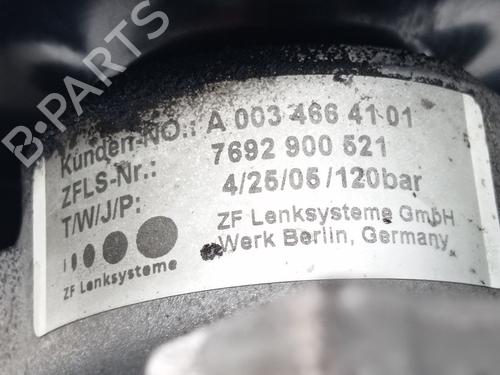 B-PARTS
Kunden-NO.: A 003 466 41 01
ZFLS-Nr.: 7692 900 521
T/W/J/P: 4/25/05/120bar
ZF Lenksysteme GmbH
Werk Berlin, Germany
ZF Lenksysteme